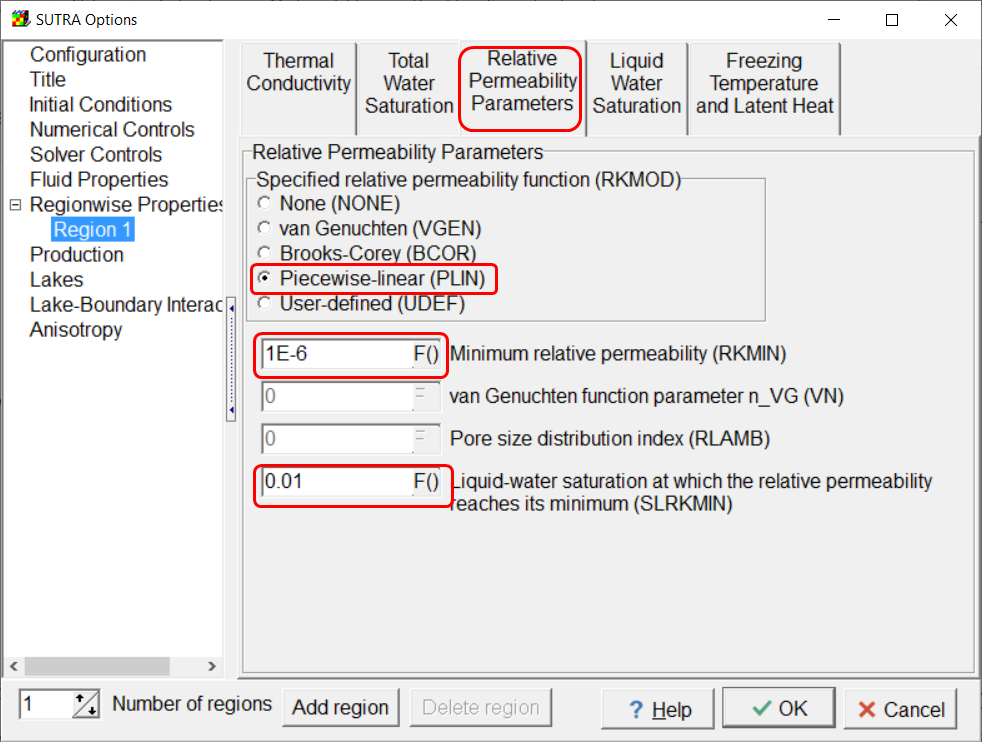 SUTRA Options
Configuration
Title
Initial Conditions
Numerical Controls
Solver Controls
Fluid Properties
Regionwise Properties
Region 1
Production
Lakes
Lake-Boundary Interac
Anisotropy
Thermal
Conductivity
Total
Water
Saturation
Relative
Permeability
Parameters
Liquid
Water
Saturation
Freezing
Temperature
and Latent Heat
Relative Permeability Parameters
Specified relative permeability function (RKMOD)
None (NONE)
van Genuchten (VGEN)
Brooks-Corey (BCOR)
Piecewise-linear (PLIN)
User-defined (UDEF)
1E-6 F() Minimum relative permeability (RKMIN)
0 van Genuchten function parameter n_VG (VN)
0 Pore size distribution index (RLAMB)
0.01 F() Liquid-water saturation at which the relative permeability
reaches its minimum (SLRKMIN)
1 Number of regions Add region Delete region ? Help OK Cancel